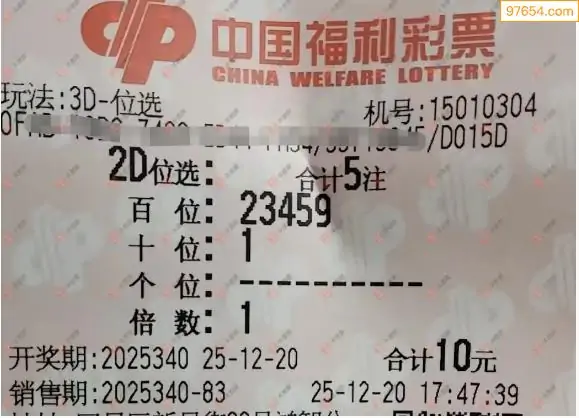 97654.com
中国福利彩票
CHINA WELFARE LOTTERY
玩法:3D-位选
机号:15010304
/D015D
2D位选: 合计5注
百 位: 23459
十 位: 1
个 位: ----------
倍 数: 1
开奖期:2025340 25-12-20 合计10元
销售期:2025340-83 25-12-20 17:47:39